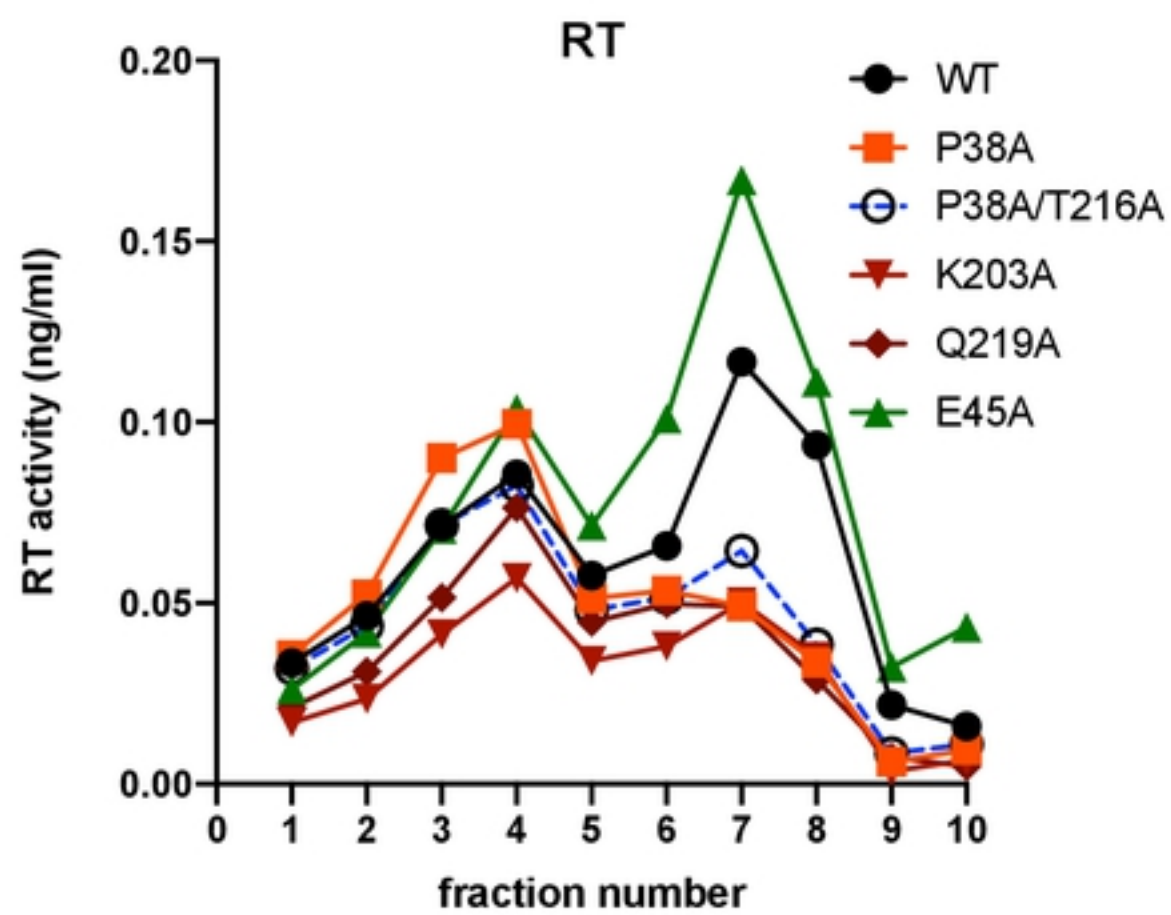 RT
0.20
0.15
0.10
0.05
0.00
RT activity (ng/ml)
WT
P38A
P38A/T216A
K203A
Q219A
E45A
0 1 2 3 4 5 6 7 8 9 10
fraction number